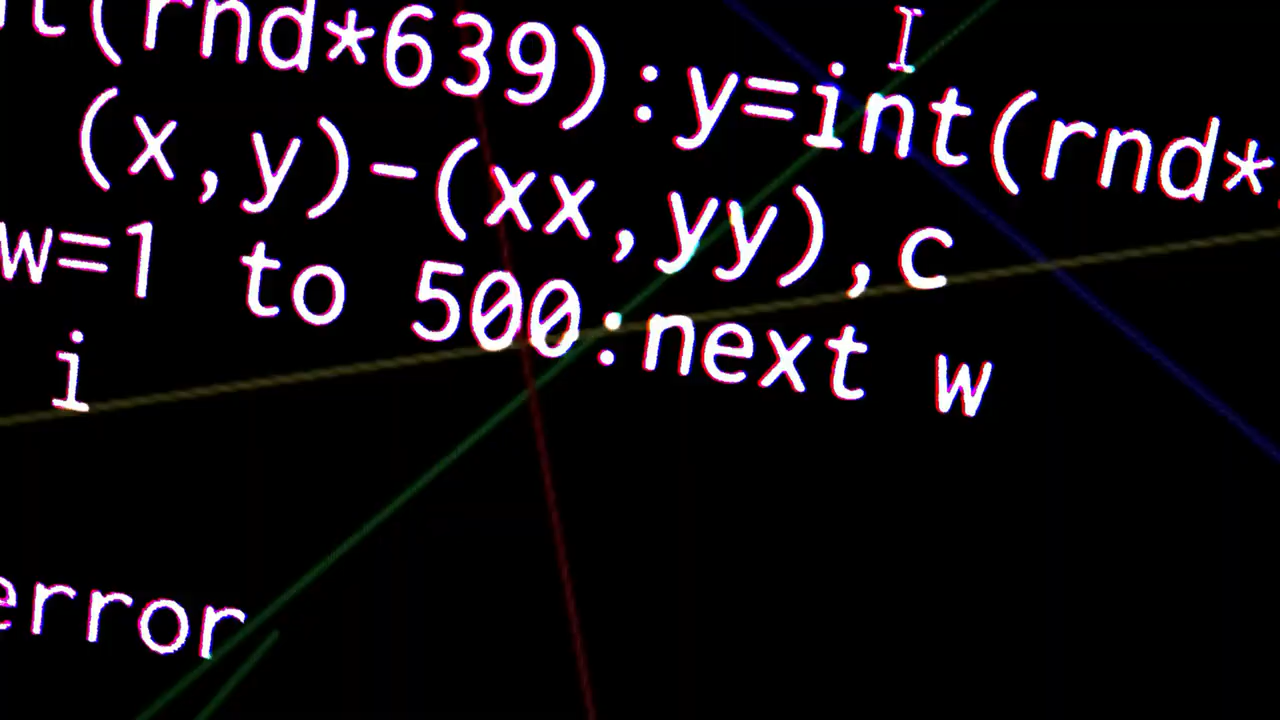 nt(rnd*639):y=int(rnd*
(x,y)-(xx,yy),c
w=1 to 500:next w
i
error